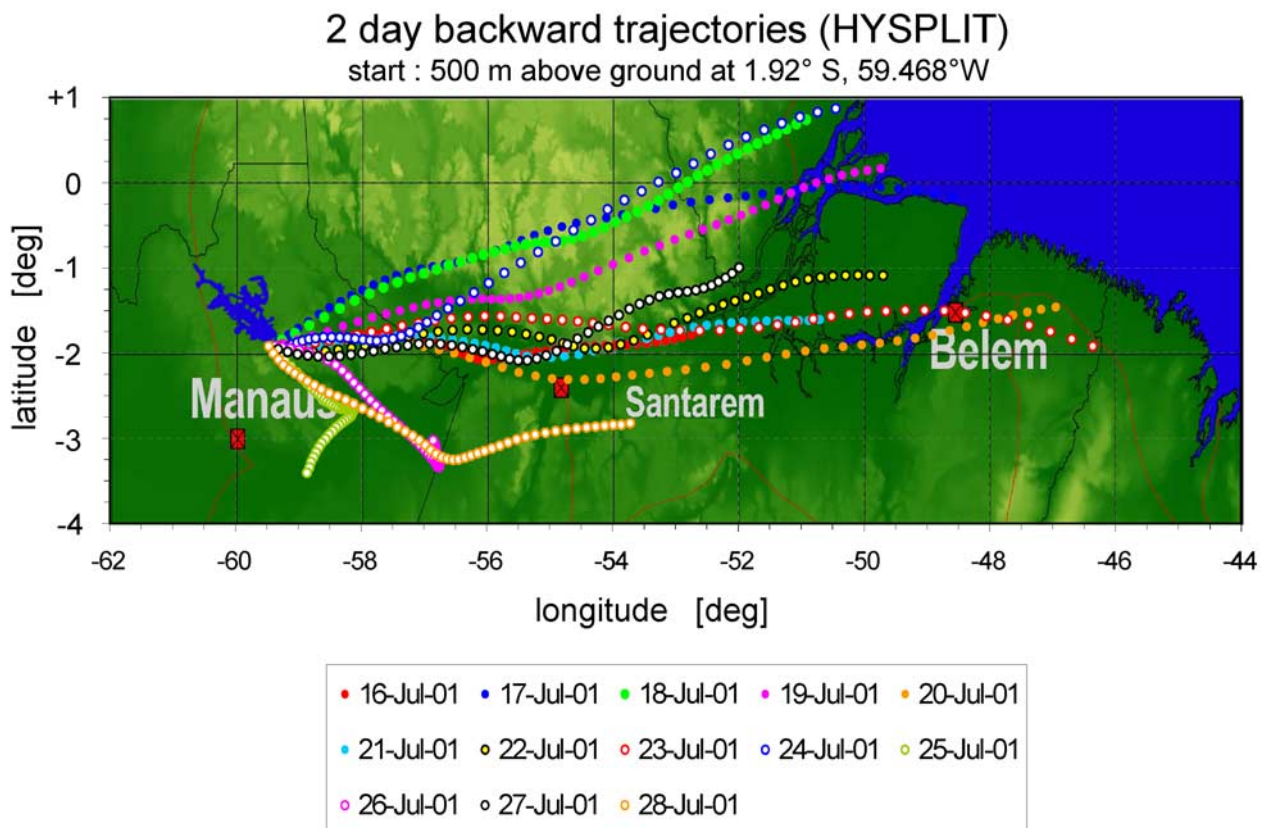 2 day backward trajectories (HYSPLIT)
start : 500 m above ground at 1.92° S, 59.468°W
+1
0
-1
-2
-3
-4
latitude [deg]
Manaus
Santarem
Belem
-62 -60 -58 -56 -54 -52 -50 -48 -46 -44
longitude [deg]
16-Jul-01 17-Jul-01 18-Jul-01 19-Jul-01 20-Jul-01
21-Jul-01 22-Jul-01 23-Jul-01 24-Jul-01 25-Jul-01
26-Jul-01 27-Jul-01 28-Jul-01